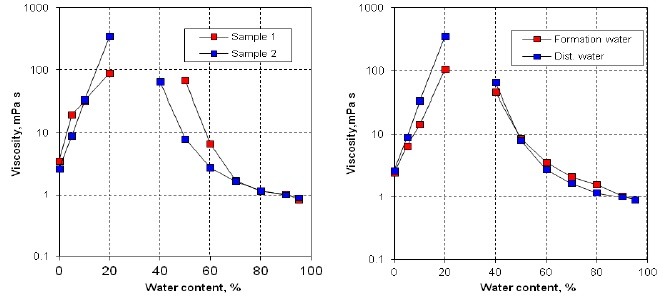 1000
100
10
1
0.1
Viscosity,mPa s
Sample 1
Sample 2
0 20 40 60 80 100
Water content, %
1000
100
10
1
0.1
Viscosity,mPa s
Formation water
Dist. water
0 20 40 60 80 100
Water content, %